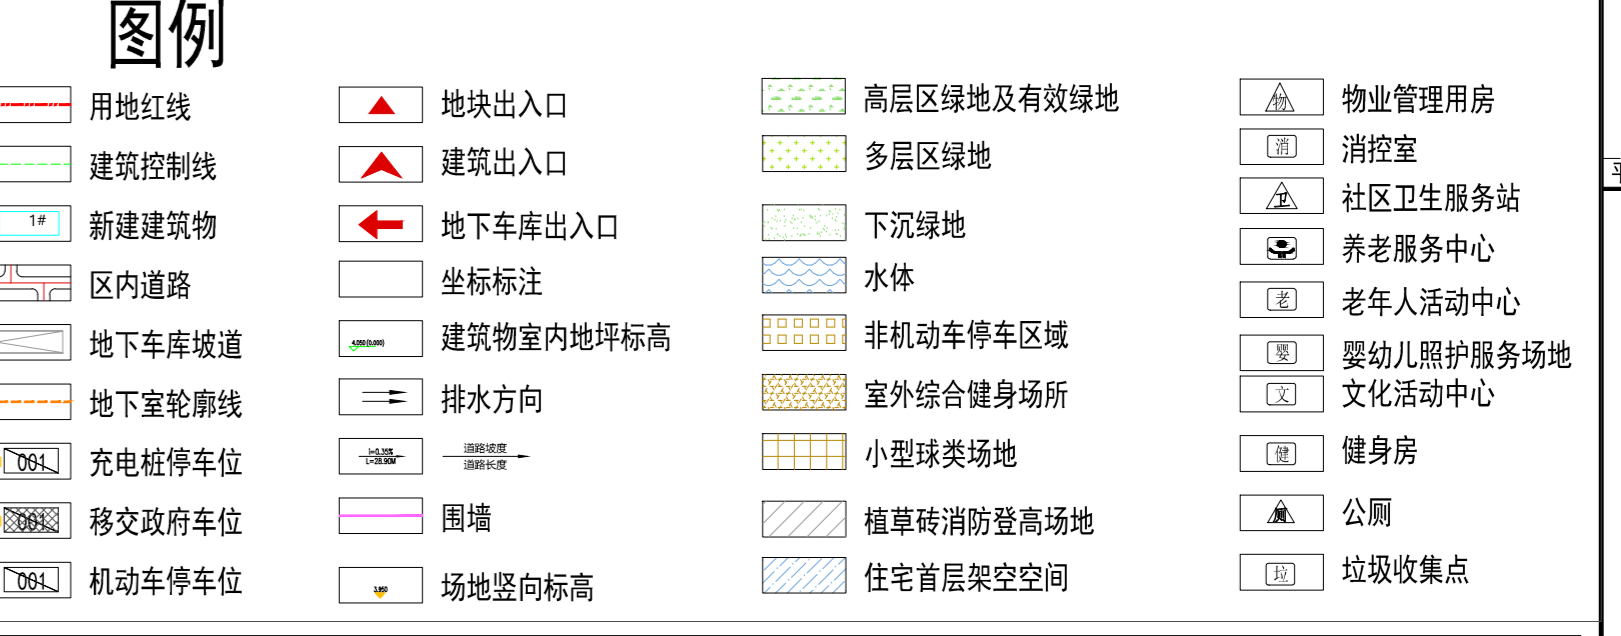 图例
用地红线
建筑控制线
1# 新建建筑物
区内道路
地下车库坡道
地下室轮廓线
001 充电桩停车位
001 移交政府车位
001 机动车停车位
地块出入口
建筑出入口
地下车库出入口
坐标标注
4.050(0.000) 建筑物室内地坪标高
排水方向
i=0.35% 道路坡度
L=28.90M 道路长度
围墙
3.950 场地竖向标高
高层区绿地及有效绿地
多层区绿地
下沉绿地
水体
非机动车停车区域
室外综合健身场所
小型球类场地
植草砖消防登高场地
住宅首层架空空间
物 物业管理用房
消 消控室
卫 社区卫生服务站
养老服务中心
老 老年人活动中心
婴 婴幼儿照护服务场地
文 文化活动中心
健 健身房
厕 公厕
垃 垃圾收集点